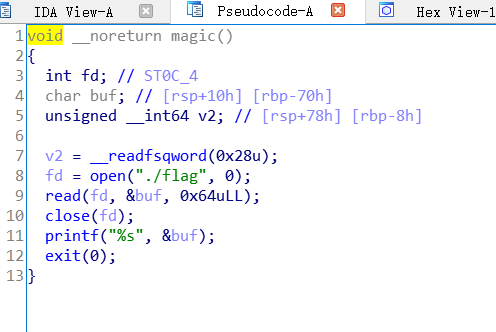 IDA View-A Pseudocode-A Hex View-1
1 void __noreturn magic()
2 {
3 int fd; // ST0C_4
4 char buf; // [rsp+10h] [rbp-70h]
5 unsigned __int64 v2; // [rsp+78h] [rbp-8h]
6
7 v2 = __readfsqword(0x28u);
8 fd = open("./flag", 0);
9 read(fd, &buf, 0x64uLL);
10 close(fd);
11 printf("%s", &buf);
12 exit(0);
13 }